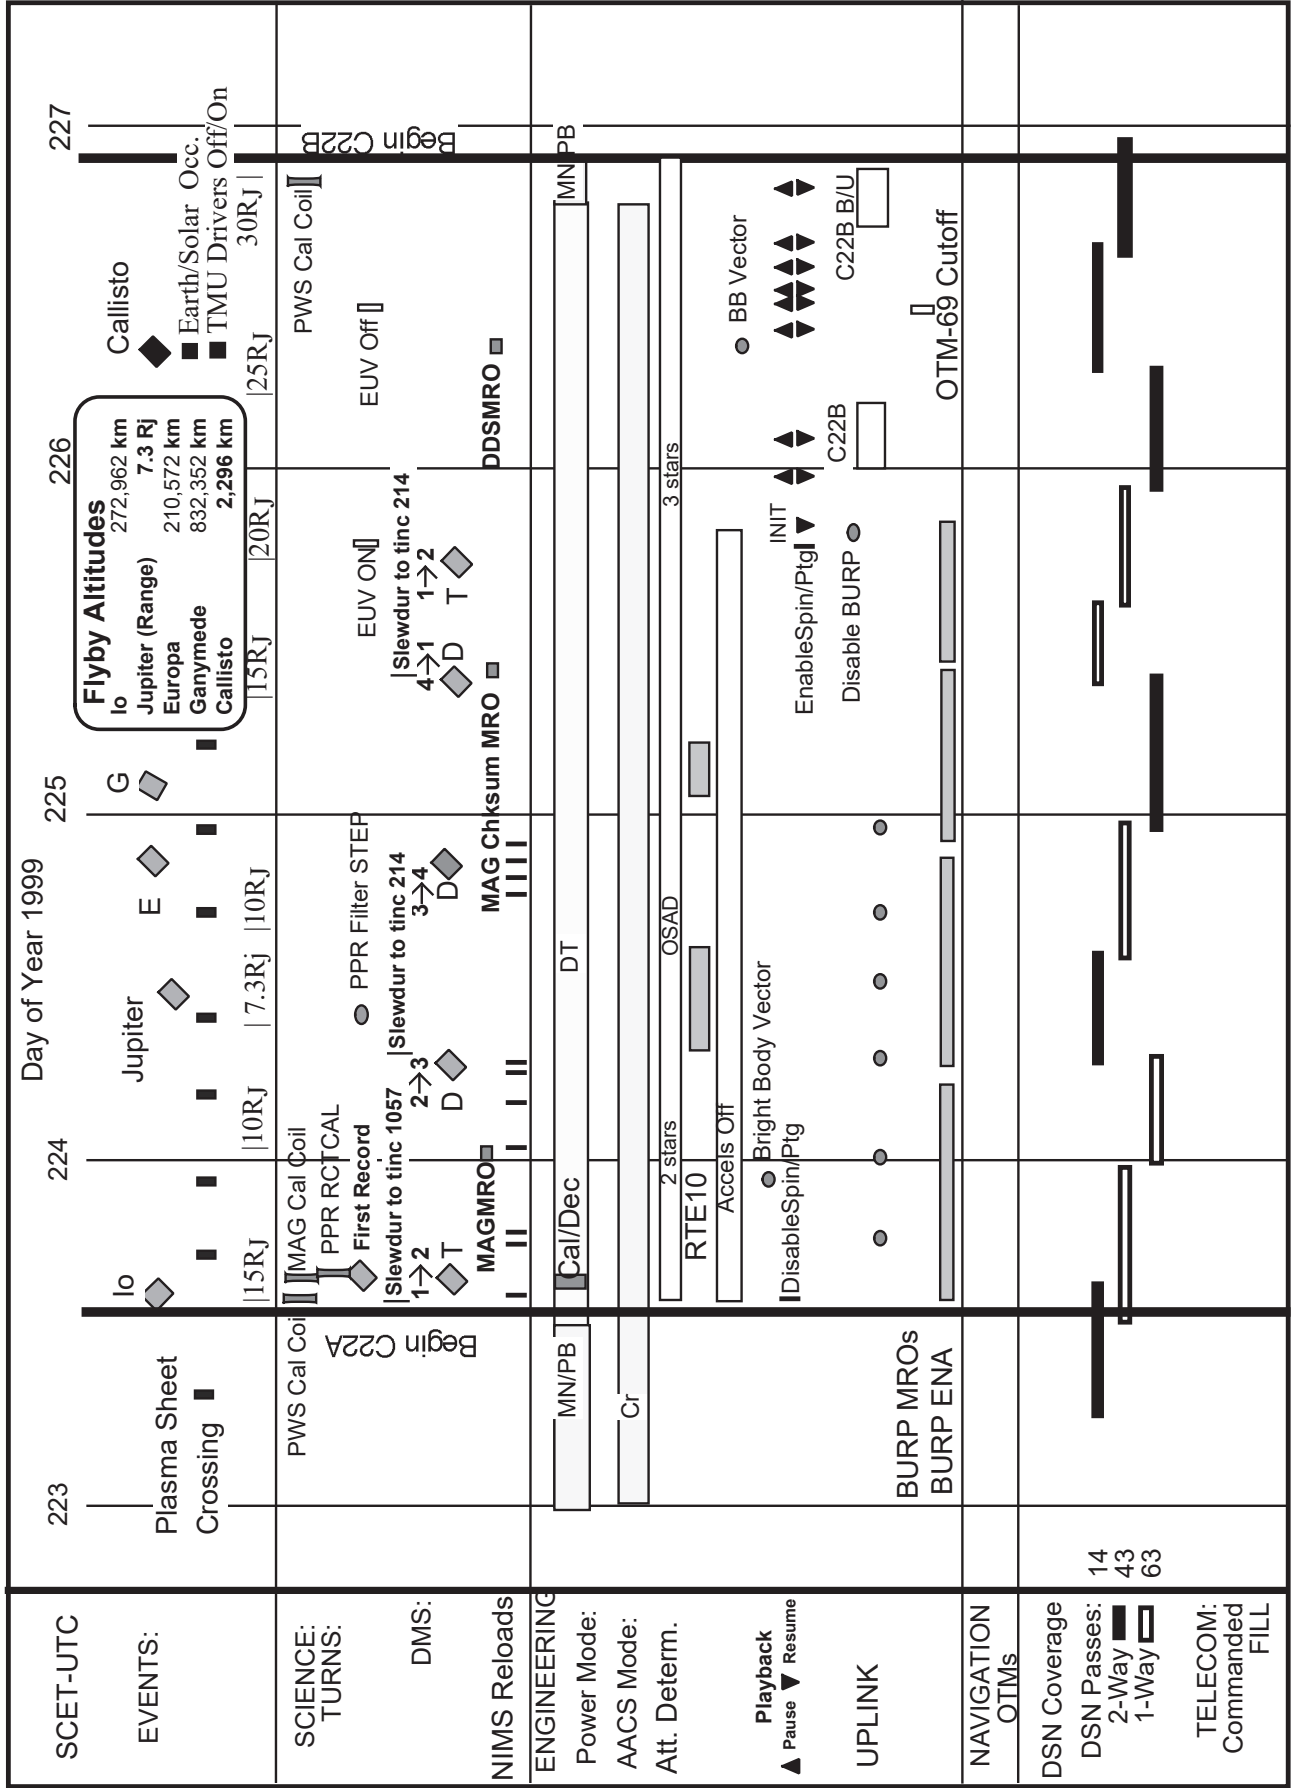 Day of Year 1999
SCET-UTC
223
224
225
226
227
EVENTS:
Plasma Sheet
Crossing
Io
Jupiter
E
G
Callisto
Earth/Solar Occ.
TMU Drivers Off/On
Flyby Altitudes
Io 272,962 km
Jupiter (Range) 7.3 Rj
Europa 210,572 km
Ganymede 832,352 km
Callisto 2,296 km
|15RJ
|10RJ
| 7.3Rj
|10RJ
|15RJ
|20RJ
|25RJ
30RJ |
SCIENCE:
TURNS:
PWS Cal Coil
MAG Cal Coil
PPR RCTCAL
First Record
PPR Filter STEP
EUV ON
EUV Off
PWS Cal Coil
Begin C22A
Begin C22B
|Slewdur to tinc 1057
|Slewdur to tinc 214
|Slewdur to tinc 214
DMS:
1→2
T
2→3
D
3→4
D
4→1
D
1→2
T
NIMS Reloads
MAGMRO
MAG Chksum MRO
DDSMRO
ENGINEERING
Power Mode:
MN/PB
Cal/Dec
DT
MN/PB
AACS Mode:
Cr
Att. Determ.
2 stars
OSAD
3 stars
RTE10
Accels Off
Playback
Pause
Resume
Bright Body Vector
DisableSpin/Ptg
BB Vector
INIT
EnableSpin/Ptg
UPLINK
Disable BURP
C22B
C22B B/U
BURP MROs
BURP ENA
NAVIGATION
OTMs
OTM-69 Cutoff
DSN Coverage
DSN Passes:
2-Way
1-Way
14
43
63
TELECOM:
Commanded
FILL